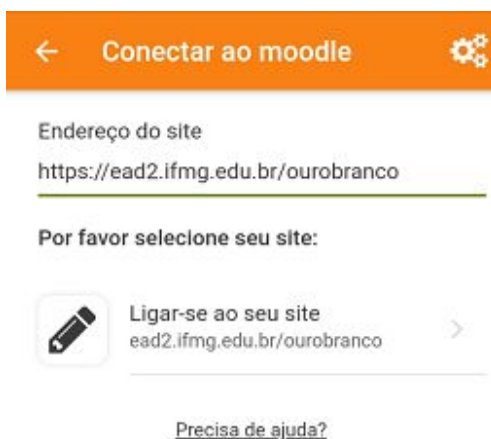 Conectar ao moodle
Endereço do site
https://ead2.ifmg.edu.br/ourobranco
Por favor selecione seu site:
Ligar-se ao seu site
ead2.ifmg.edu.br/ourobranco
Precisa de ajuda?